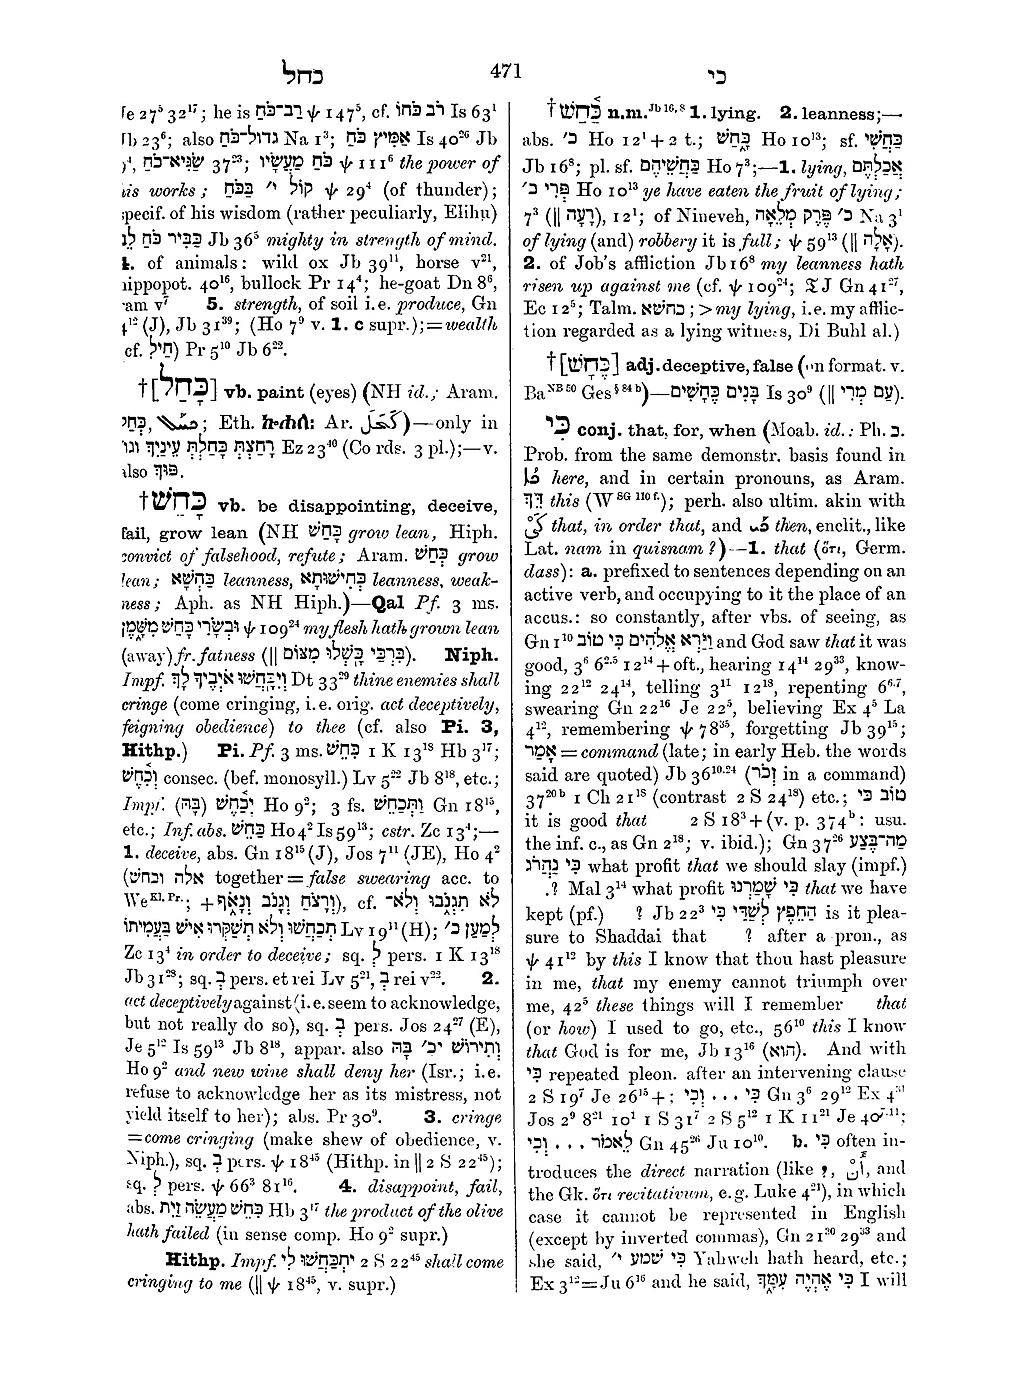 כחל
471
כי
27⁵ 32¹⁷; he is רַב־כֹּחַ ψ 147⁵, cf. רֹב כֹּחוֹ Is 63¹
23⁶; also גְּדוֹל־כֹּחַ Na 1³; אַמִּיץ כֹּחַ Is 40²⁶ Jb
שַׂגִּיא־כֹחַ, 37²³; כֹּחַ מַעֲשָׂיו ψ 111⁶ the power of
his works; קוֹל י״ בַּכֹּחַ ψ 29⁴ (of thunder);
specif. of his wisdom (rather peculiarly, Elihu)
כַּבִּיר כֹּחַ לֵב Jb 36⁵ mighty in strength of mind.
4. of animals: wild ox Jb 39¹¹, horse v²¹,
hippopot. 40¹⁶, bullock Pr 14⁴; he-goat Dn 8⁶,
ram v⁷ 5. strength, of soil i.e. produce, Gn
4¹² (J), Jb 31³⁹; (Ho 7⁹ v. 1. c supr.);=wealth
cf. חַיִל) Pr 5¹⁰ Jb 6²².
†[כָּחַל] vb. paint (eyes) (NH id.; Aram.
כְּחַל, ; Eth. ኰሐለ: Ar. كَحَلَ)—only in
רָחַצְתְּ כָּחַלְתְּ עֵינַיִךְ וגו׳ Ez 23⁴⁰ (Co rds. 3 pl.);—v.
also פּוּךְ.
†כָּחֵשׁ vb. be disappointing, deceive,
fail, grow lean (NH כָּחַשׁ grow lean, Hiph.
convict of falsehood, refute; Aram. כְּחַשׁ grow
lean; כַּחְשָׁא leanness, כְּחִישׁוּתָא leanness, weak-
ness; Aph. as NH Hiph.)—Qal Pf. 3 ms.
וּבְשָׂרִי כָּחַשׁ מִשָּׁמֶן ψ 109²⁴ my flesh hath grown lean
(away) fr. fatness (‖ בִּרְכַּי כָּשְׁלוּ מִצּוֹם). Niph.
Impf. וְיִכָּחֲשׁוּ אֹיְבֶיךָ לָךְ Dt 33²⁹ thine enemies shall
cringe (come cringing, i.e. orig. act deceptively,
feigning obedience) to thee (cf. also Pi. 3,
Hithp.) Pi. Pf. 3 ms. כִּחֵשׁ 1 K 13¹⁸ Hb 3¹⁷;
וְכִחֶשׁ consec. (bef. monosyll.) Lv 5²² Jb 8¹⁸, etc.;
Impf. יְכַחֶשׁ (בָּהּ) Ho 9²; 3 fs. וַתְּכַחֵשׁ Gn 18¹⁵,
etc.; Inf. abs. כַּחֵשׁ Ho 4² Is 59¹³; cstr. Zc 13⁴;—
1. deceive, abs. Gn 18¹⁵ (J), Jos 7¹¹ (JE), Ho 4²
(אלה וכחש together = false swearing acc. to
We Ei. Pr.; + וְרָצֹחַ וְגָנֹב וְנָאֹף), cf. לֹא תִגְנֹבוּ וְלֹא־
תְכַחֲשׁוּ וְלֹא תְשַׁקְּרוּ אִישׁ בַּעֲמִיתוֹ Lv 19¹¹ (H); לְמַעַן כ׳
Zc 13⁴ in order to deceive; sq. לְ pers. 1 K 13¹⁸
Jb 31²⁸; sq. בְּ pers. et rei Lv 5²¹, בְּ rei v²². 2.
act deceptively against (i.e. seem to acknowledge,
but not really do so), sq. בְּ pers. Jos 24²⁷ (E),
Je 5¹² Is 59¹³ Jb 8¹⁸, appar. also וְתִירוֹשׁ יכ׳ בָּהּ
Ho 9² and new wine shall deny her (Isr.; i.e.
refuse to acknowledge her as its mistress, not
yield itself to her); abs. Pr 30⁹. 3. cringe
=come cringing (make shew of obedience, v.
Niph.), sq. לְ pers. ψ 18⁴⁵ (Hithp. in ‖ 2 S 22⁴⁵);
sq. לְ pers. ψ 66³ 81¹⁶. 4. disappoint, fail,
abs. כִּחֵשׁ מַעֲשֵׂה זַיִת Hb 3¹⁷ the product of the olive
hath failed (in sense comp. Ho 9² supr.)
Hithp. Impf. יִתְכַּחֲשׁוּ לִי 2 S 22⁴⁵ shall come
cringing to me (‖ ψ 18⁴⁵, v. supr.)
†כַּחַשׁ n.m. Jb 16, 8 1. lying. 2. leanness;—
abs. כ׳ Ho 12¹ + 2 t.; כָּחַשׁ Ho 10¹³; sf. כַּחֲשִׁי
Jb 16⁸; pl. sf. כַּחֲשֵׁיהֶם Ho 7³;—1. lying, אֲכַלְתֶּם
פְּרִי כ׳ Ho 10¹³ ye have eaten the fruit of lying;
7³ (‖ רָעָה), 12¹; of Nineveh, כ׳ פֶּרֶק מְלֵאָה Na 3¹
of lying (and) robbery it is full; ψ 59¹³ (‖ אָלָה).
2. of Job's affliction Jb 16⁸ my leanness hath
risen up against me (cf. ψ 109²⁴; 𝔗J Gn 41²⁷,
Ec 12⁵; Talm. כחשא; > my lying, i.e. my afflic-
tion regarded as a lying witness, Di Buhl al.)
†[כֶּחָשׁ] adj. deceptive, false (on format. v.
Ba NB 50 Ges § 84 b)—בָּנִים כֶּחָשִׁים Is 30⁹ (‖ עַם מְרִי).
כִּי conj. that, for, when (Moab. id.: Ph. כ.
Prob. from the same demonstr. basis found in
here, and in certain pronouns, as Aram.
דֵּךְ this (W SG 110 f.); perh. also ultim. akin with
كَيْ that, in order that, and then, enclit., like
Lat. nam in quisnam?)—1. that (ὅτι, Germ.
dass): a. prefixed to sentences depending on an
active verb, and occupying to it the place of an
accus.: so constantly, after vbs. of seeing, as
Gn 1¹⁰ וַיַּרְא אֱלֹהִים כִּי טוֹב and God saw that it was
good, 3⁶ 6²·⁵ 12¹⁴ + oft., hearing 14¹⁴ 29³³, know-
ing 22¹² 24¹⁴, telling 3¹¹ 12¹⁸, repenting 6⁶·⁷,
swearing Gn 22¹⁶ Je 22⁵, believing Ex 4⁵ La
4¹², remembering ψ 78³⁵, forgetting Jb 39¹⁵;
אָמַר = command (late; in early Heb. the words
said are quoted) Jb 36¹⁰·²⁴ (זְכֹר in a command)
37²⁰ᵇ 1 Ch 21¹⁸ (contrast 2 S 24¹⁸) etc.; טוֹב כִּי
it is good that 2 S 18³ + (v. p. 374ᵇ: usu.
the inf. c., as Gn 2¹⁸; v. ibid.); Gn 37²⁶ מַה־בֶּצַע
כִּי נַהֲרֹג what profit that we should slay (impf.)
.? Mal 3¹⁴ what profit כִּי שָׁמַרְנוּ that we have
kept (pf.) ? Jb 22³ הַחֵפֶץ לְשַׁדַּי כִּי is it plea-
sure to Shaddai that ? after a pron., as
ψ 41¹² by this I know that thou hast pleasure
in me, that my enemy cannot triumph over
me, 42⁵ these things will I remember that
(or how) I used to go, etc., 56¹⁰ this I know
that God is for me, Jb 13¹⁶ (הוא). And with
כִּי repeated pleon. after an intervening clause
2 S 19⁷ Je 26¹⁵ +; כִּי ... וְכִי Gn 3⁶ 29¹² Ex 4³¹
Jos 2⁹ 8²¹ 10¹ 1 S 31⁷ 2 S 5¹² 1 K 11²¹ Je 40⁷·¹¹;
לֵאמֹר ... וְכִי Gn 45²⁶ Ju 10¹⁰. b. כִּי often in-
troduces the direct narration (like , أَنَّ, and
the Gk. ὅτι recitativum, e.g. Luke 4²¹), in which
case it cannot be represented in English
(except by inverted commas), Gn 21³⁰ 29³³ and
she said, כִּי שמע י״ Yahweh hath heard, etc.;
Ex 3¹²=Ju 6¹⁶ and he said, כִּי אֶהְיֶה עִמָּךְ I will